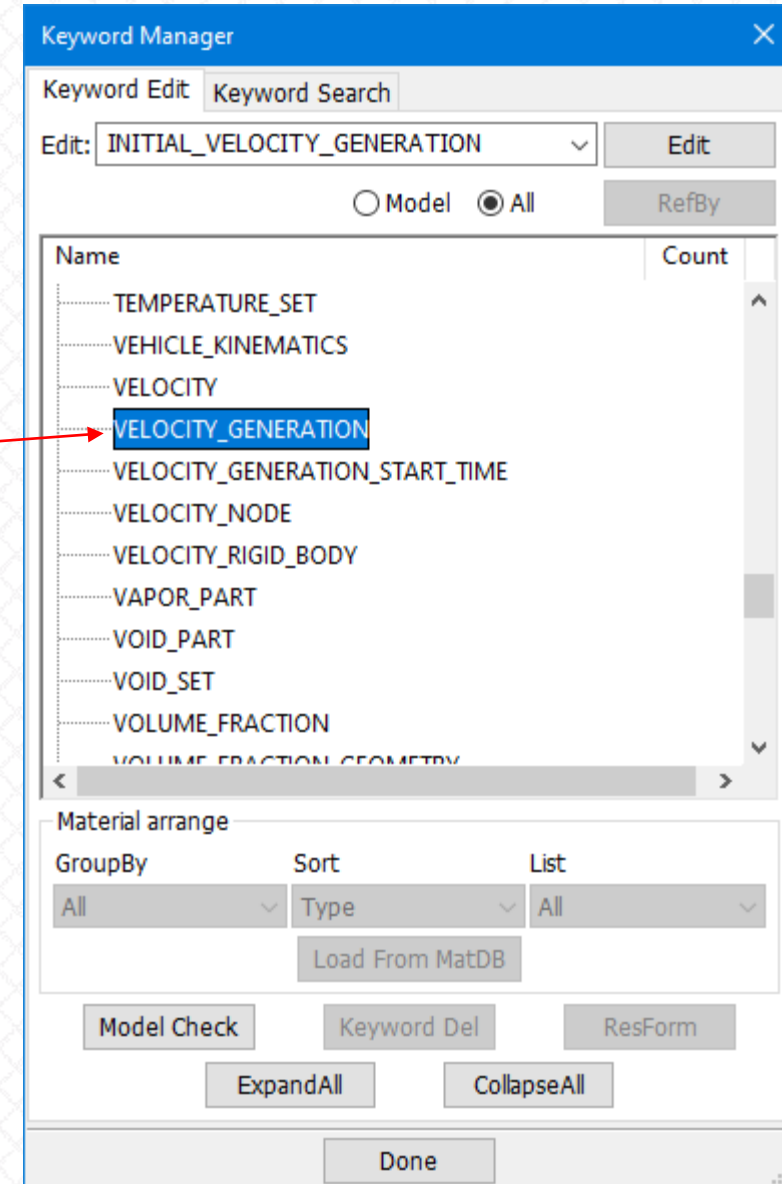 Keyword Manager
Keyword Edit Keyword Search
Edit: INITIAL_VELOCITY_GENERATION Edit
Model All RefBy
Name Count
TEMPERATURE_SET
VEHICLE_KINEMATICS
VELOCITY
VELOCITY_GENERATION
VELOCITY_GENERATION_START_TIME
VELOCITY_NODE
VELOCITY_RIGID_BODY
VAPOR_PART
VOID_PART
VOID_SET
VOLUME_FRACTION
VOLUME_FRACTION_GEOMETRY
Material arrange
GroupBy Sort List
All Type All
Load From MatDB
Model Check Keyword Del ResForm
ExpandAll CollapseAll
Done